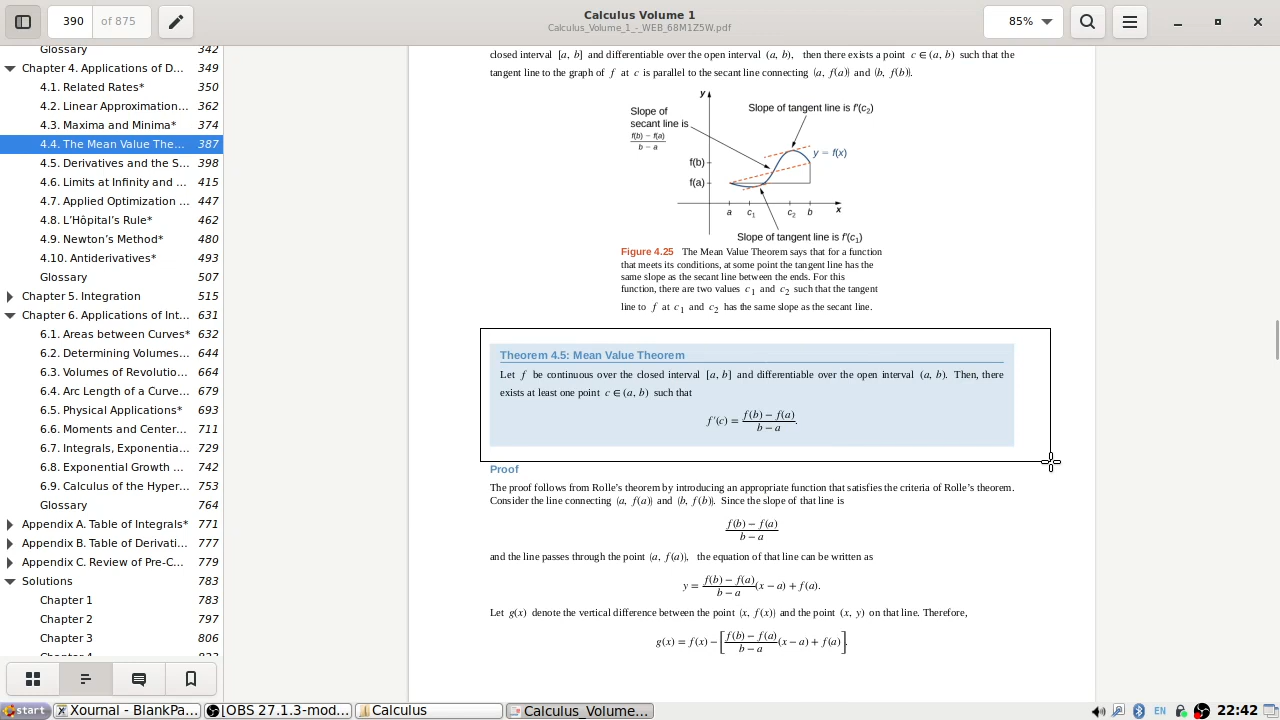 390 of 875
Calculus Volume 1
Calculus_Volume_1_-_WEB_68M1Z5W.pdf
85%
Glossary 342
Chapter 4. Applications of D... 349
4.1. Related Rates* 350
4.2. Linear Approximation... 362
4.3. Maxima and Minima* 374
4.4. The Mean Value The... 387
4.5. Derivatives and the S... 398
4.6. Limits at Infinity and ... 415
4.7. Applied Optimization ... 447
4.8. L’Hôpital’s Rule* 462
4.9. Newton’s Method* 480
4.10. Antiderivatives* 493
Glossary 507
Chapter 5. Integration 515
Chapter 6. Applications of Int... 631
6.1. Areas between Curves* 632
6.2. Determining Volumes... 644
6.3. Volumes of Revolutio... 664
6.4. Arc Length of a Curve... 679
6.5. Physical Applications* 693
6.6. Moments and Center... 711
6.7. Integrals, Exponentia... 729
6.8. Exponential Growth ... 742
6.9. Calculus of the Hyper... 753
Glossary 764
Appendix A. Table of Integrals* 771
Appendix B. Table of Derivati... 777
Appendix C. Review of Pre-C... 779
Solutions 783
Chapter 1 783
Chapter 2 797
Chapter 3 806
closed interval [a, b] and differentiable over the open interval (a, b), then there exists a point c ∈ (a, b) such that the
tangent line to the graph of f at c is parallel to the secant line connecting (a, f(a)) and (b, f(b)).
y
Slope of
secant line is
f(b) − f(a)
b − a
Slope of tangent line is f′(c₂)
y = f(x)
f(b)
f(a)
a c₁ c₂ b x
Slope of tangent line is f′(c₁)
Figure 4.25 The Mean Value Theorem says that for a function
that meets its conditions, at some point the tangent line has the
same slope as the secant line between the ends. For this
function, there are two values c₁ and c₂ such that the tangent
line to f at c₁ and c₂ has the same slope as the secant line.
Theorem 4.5: Mean Value Theorem
Let f be continuous over the closed interval [a, b] and differentiable over the open interval (a, b). Then, there
exists at least one point c ∈ (a, b) such that
f′(c) = f(b) − f(a) / b − a.
Proof
The proof follows from Rolle’s theorem by introducing an appropriate function that satisfies the criteria of Rolle’s theorem.
Consider the line connecting (a, f(a)) and (b, f(b)). Since the slope of that line is
f(b) − f(a)
b − a
and the line passes through the point (a, f(a)), the equation of that line can be written as
y = f(b) − f(a) / b − a (x − a) + f(a).
Let g(x) denote the vertical difference between the point (x, f(x)) and the point (x, y) on that line. Therefore,
g(x) = f(x) − [f(b) − f(a) / b − a (x − a) + f(a)].
start Xournal - BlankPa... [OBS 27.1.3-mod... Calculus Calculus_Volume... EN 22:42